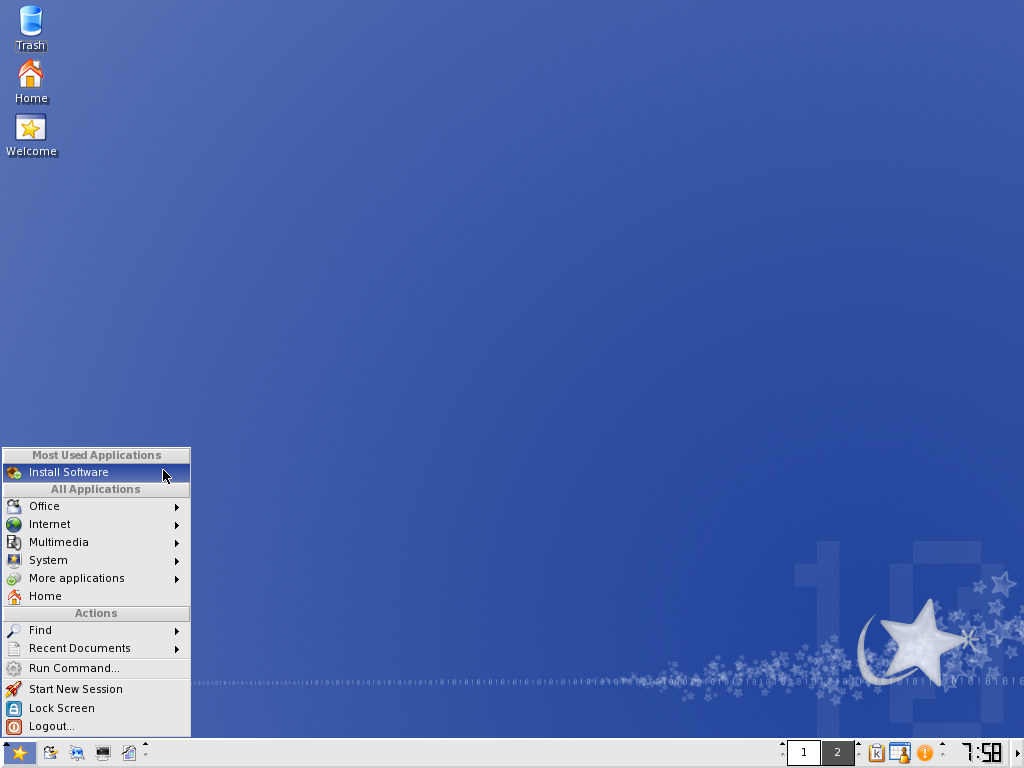 Trash
Home
Welcome
Most Used Applications
Install Software
All Applications
Office
Internet
Multimedia
System
More applications
Home
Actions
Find
Recent Documents
Run Command...
Start New Session
Lock Screen
Logout...
1 2
7:58
10